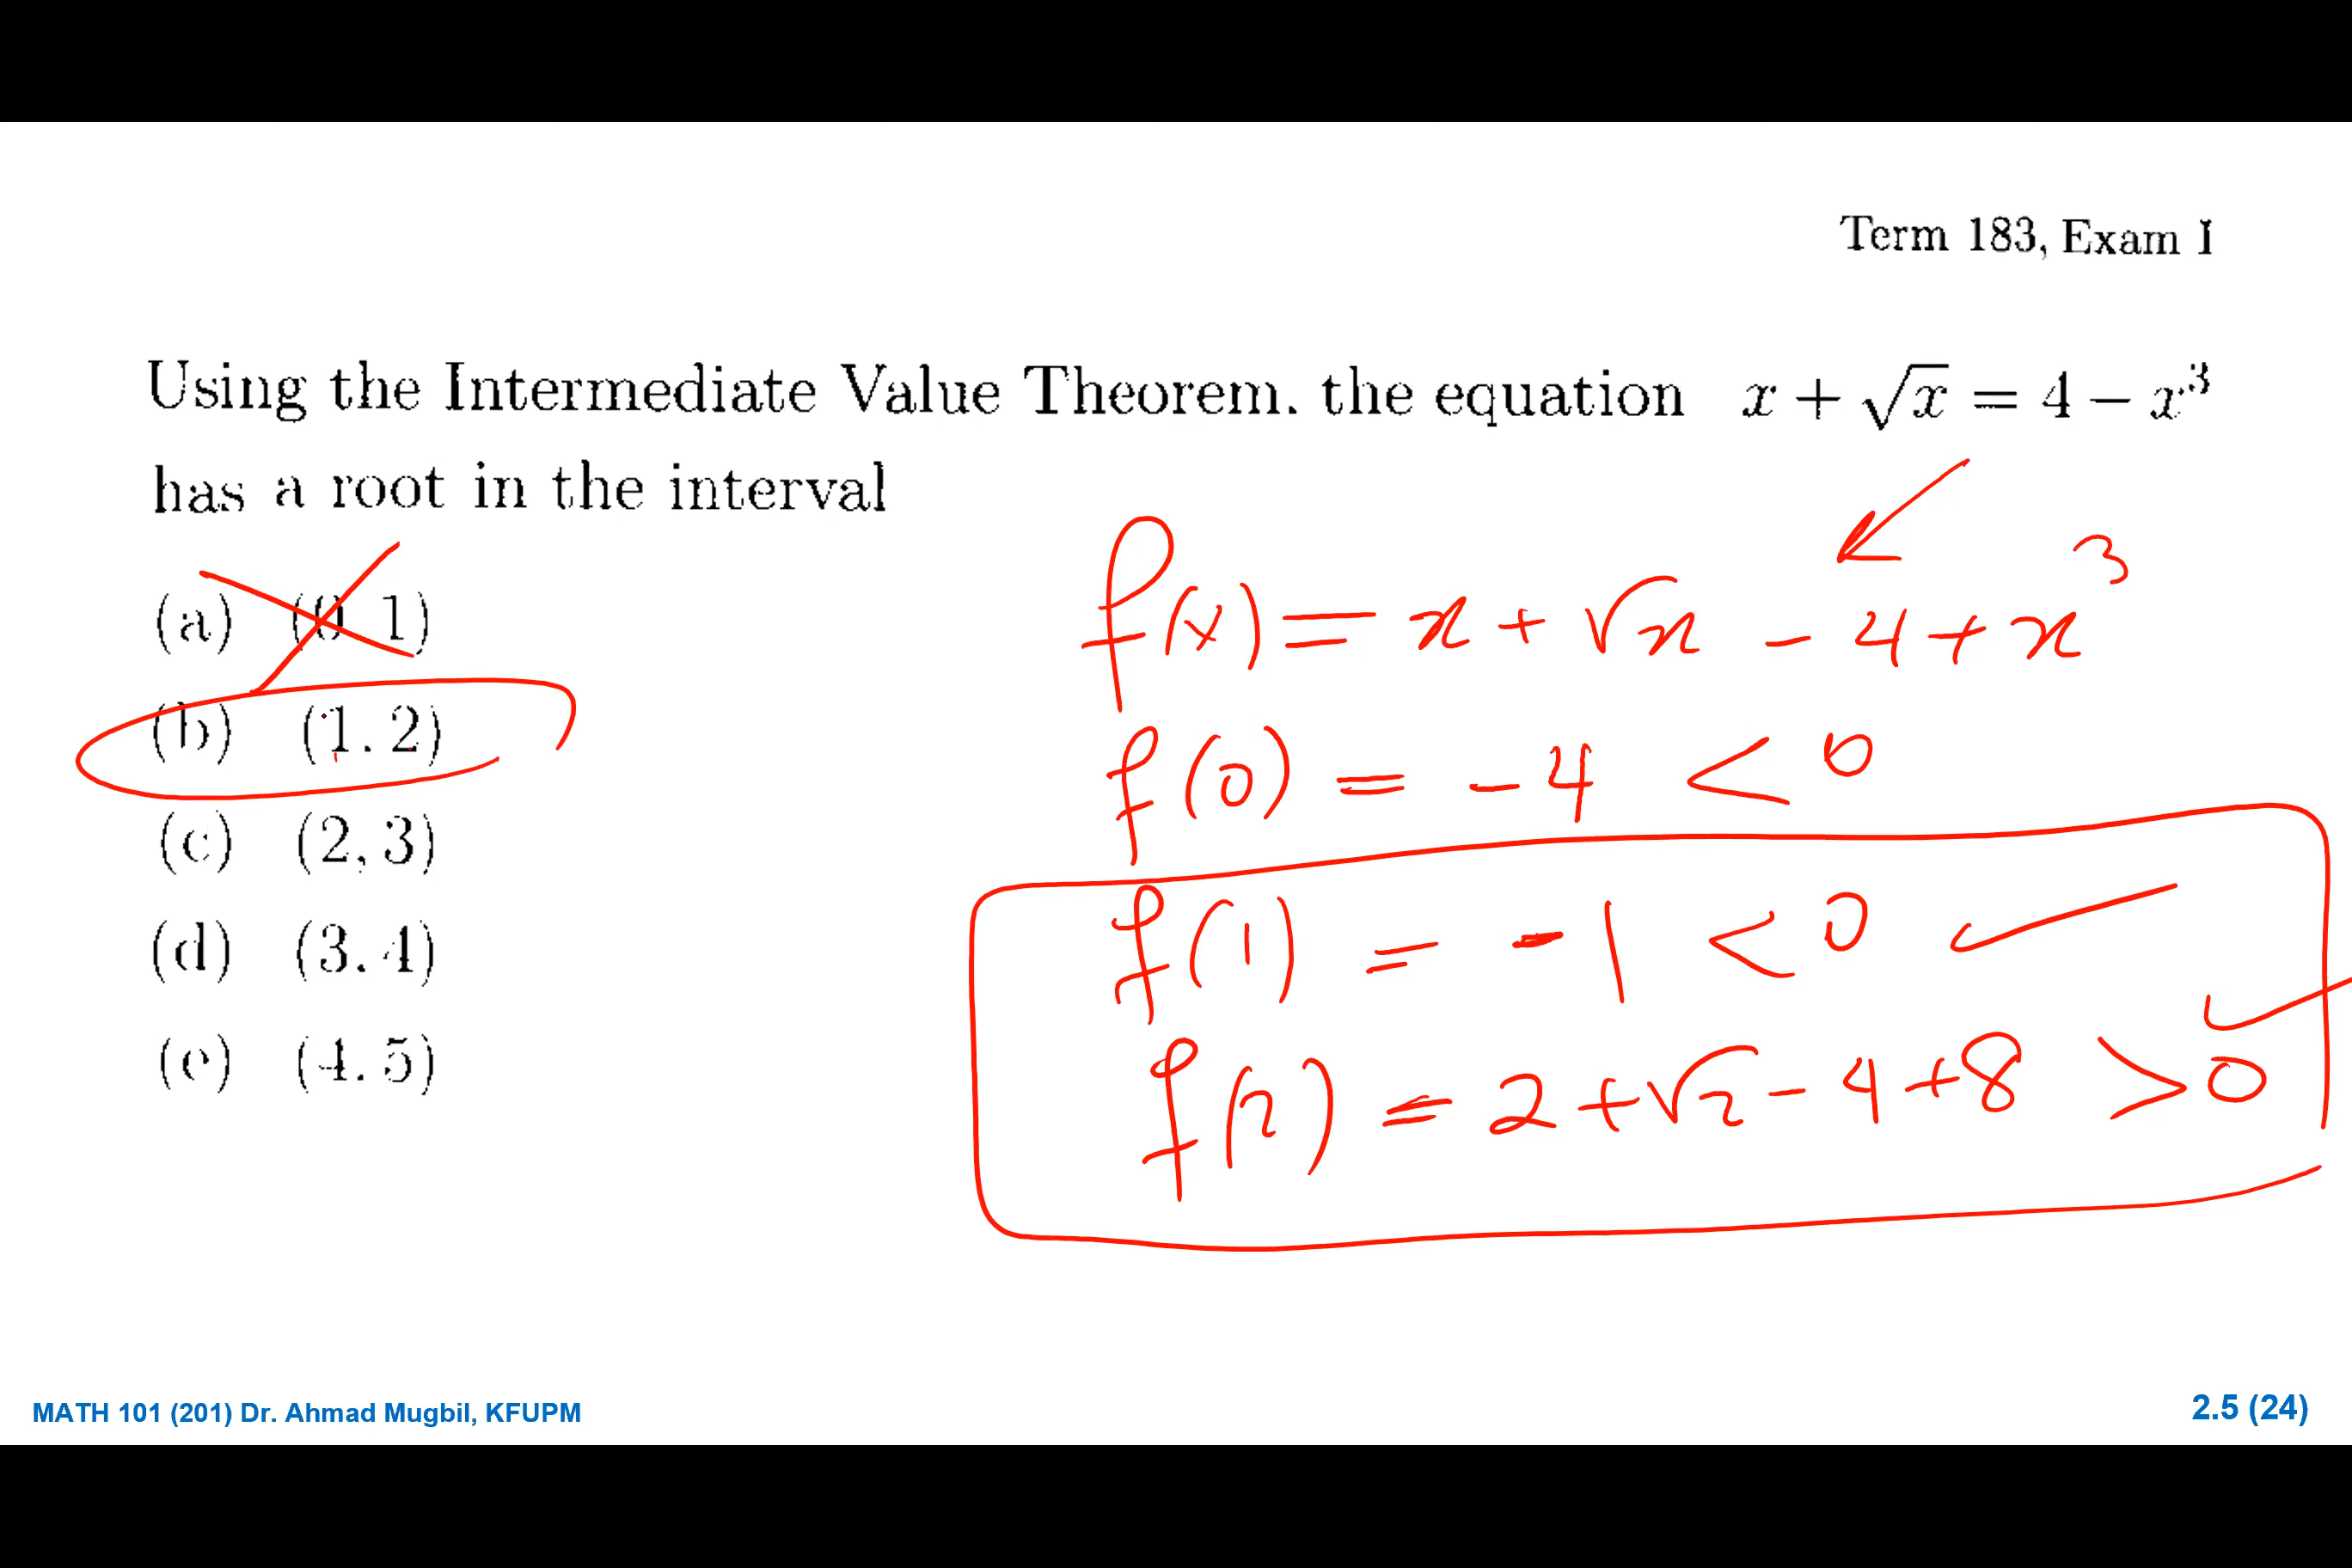 Term 183, Exam I
Using the Intermediate Value Theorem. the equation x + √x = 4 − x³
has a root in the interval
(a) (0, 1)
(b) (1. 2)
(c) (2, 3)
(d) (3. 4)
(e) (4. 5)
f(x) = x + √x − 4 + x³
f(0) = −4 < 0
f(1) = −1 < 0 ✓
f(2) = 2 + √2 − 4 + 8 > 0 ✓
MATH 101 (201) Dr. Ahmad Mugbil, KFUPM
2.5 (24)